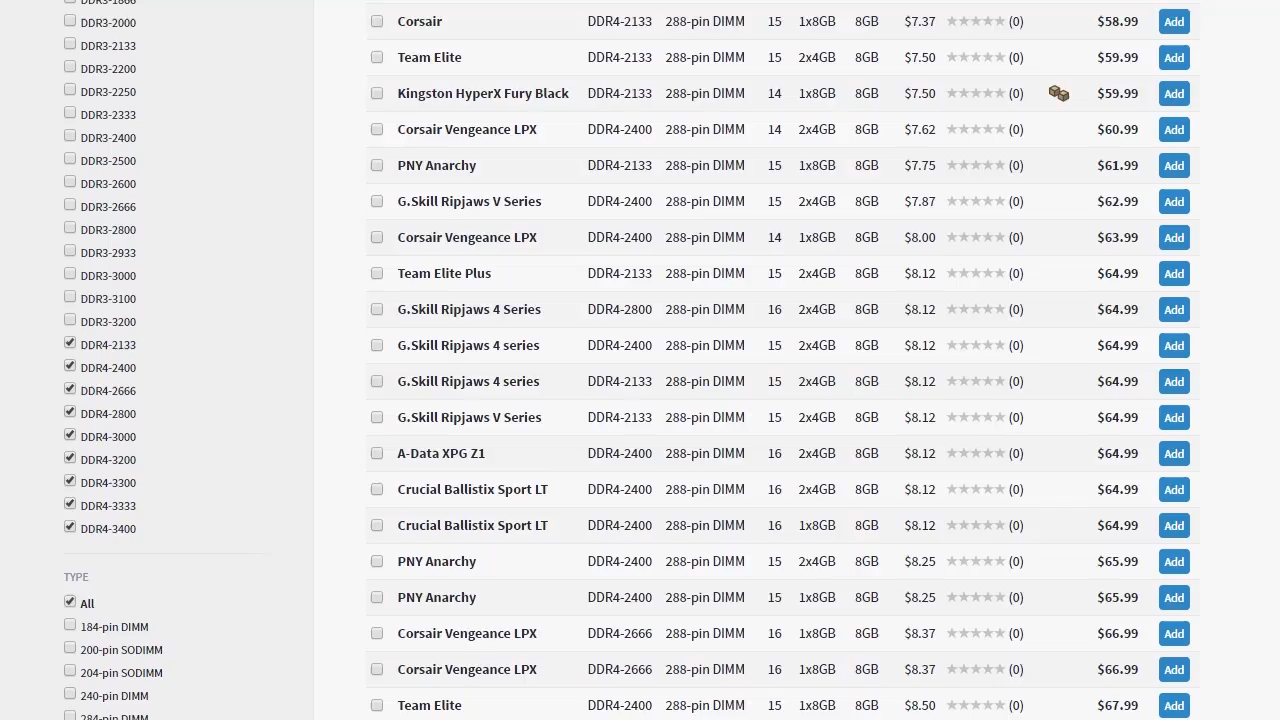 DDR3-1866
DDR3-2000
DDR3-2133
DDR3-2200
DDR3-2250
DDR3-2333
DDR3-2400
DDR3-2500
DDR3-2600
DDR3-2666
DDR3-2800
DDR3-2933
DDR3-3000
DDR3-3100
DDR3-3200
DDR4-2133
DDR4-2400
DDR4-2666
DDR4-2800
DDR4-3000
DDR4-3200
DDR4-3300
DDR4-3333
DDR4-3400
TYPE
All
184-pin DIMM
200-pin SODIMM
204-pin SODIMM
240-pin DIMM
284-pin DIMM
Corsair DDR4-2133 288-pin DIMM 15 1x8GB 8GB $7.37 (0) $58.99 Add
Team Elite DDR4-2133 288-pin DIMM 15 2x4GB 8GB $7.50 (0) $59.99 Add
Kingston HyperX Fury Black DDR4-2133 288-pin DIMM 14 1x8GB 8GB $7.50 (0) $59.99 Add
Corsair Vengeance LPX DDR4-2400 288-pin DIMM 14 2x4GB 8GB $7.62 (0) $60.99 Add
PNY Anarchy DDR4-2133 288-pin DIMM 15 1x8GB 8GB $7.75 (0) $61.99 Add
G.Skill Ripjaws V Series DDR4-2400 288-pin DIMM 15 2x4GB 8GB $7.87 (0) $62.99 Add
Corsair Vengeance LPX DDR4-2400 288-pin DIMM 14 1x8GB 8GB $8.00 (0) $63.99 Add
Team Elite Plus DDR4-2133 288-pin DIMM 15 2x4GB 8GB $8.12 (0) $64.99 Add
G.Skill Ripjaws 4 Series DDR4-2800 288-pin DIMM 16 2x4GB 8GB $8.12 (0) $64.99 Add
G.Skill Ripjaws 4 series DDR4-2400 288-pin DIMM 15 2x4GB 8GB $8.12 (0) $64.99 Add
G.Skill Ripjaws 4 series DDR4-2133 288-pin DIMM 15 2x4GB 8GB $8.12 (0) $64.99 Add
G.Skill Ripjaws V Series DDR4-2133 288-pin DIMM 15 2x4GB 8GB $8.12 (0) $64.99 Add
A-Data XPG Z1 DDR4-2400 288-pin DIMM 16 2x4GB 8GB $8.12 (0) $64.99 Add
Crucial Ballistix Sport LT DDR4-2400 288-pin DIMM 16 2x4GB 8GB $8.12 (0) $64.99 Add
Crucial Ballistix Sport LT DDR4-2400 288-pin DIMM 16 1x8GB 8GB $8.12 (0) $64.99 Add
PNY Anarchy DDR4-2400 288-pin DIMM 15 2x4GB 8GB $8.25 (0) $65.99 Add
PNY Anarchy DDR4-2400 288-pin DIMM 15 1x8GB 8GB $8.25 (0) $65.99 Add
Corsair Vengeance LPX DDR4-2666 288-pin DIMM 16 1x8GB 8GB $8.37 (0) $66.99 Add
Corsair Vengeance LPX DDR4-2666 288-pin DIMM 16 1x8GB 8GB $8.37 (0) $66.99 Add
Team Elite DDR4-2400 288-pin DIMM 15 2x4GB 8GB $8.50 (0) $67.99 Add